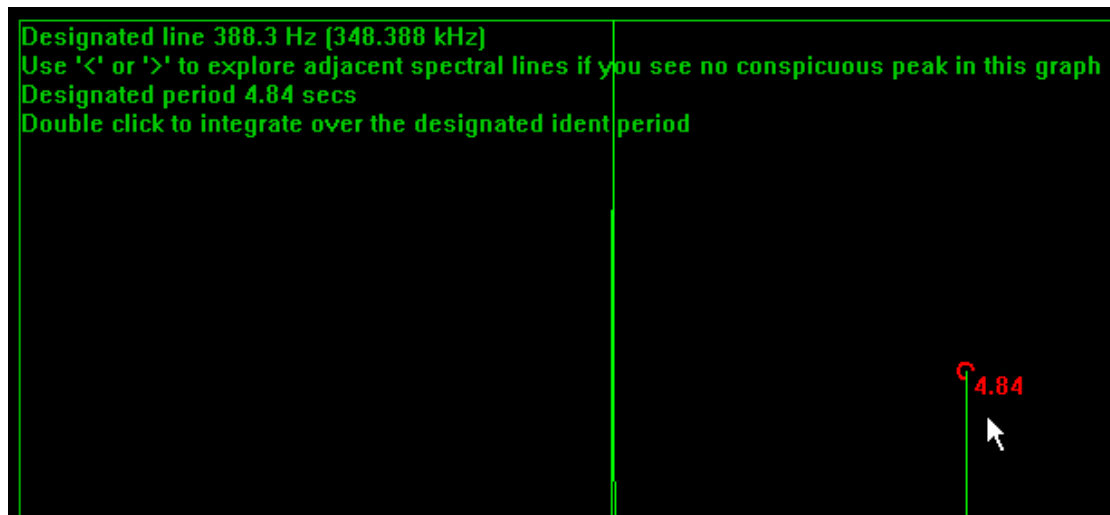 Designated line 388.3 Hz (348.388 kHz)
Use '<' or '>' to explore adjacent spectral lines if you see no conspicuous peak in this graph
Designated period 4.84 secs
Double click to integrate over the designated ident period
4.84